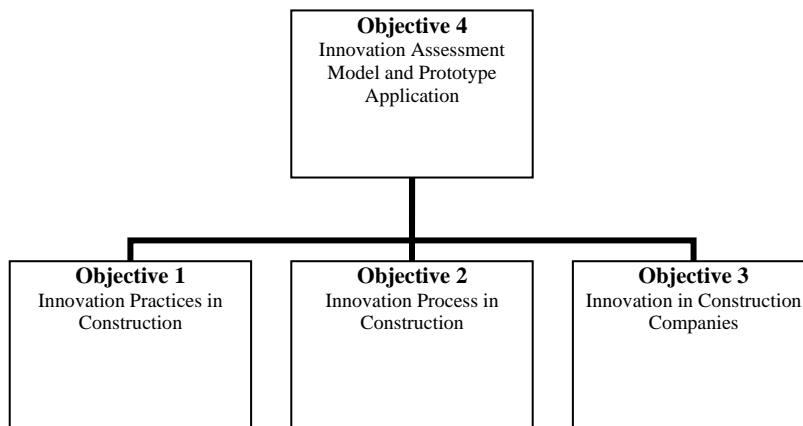 Objective 4
Innovation Assessment
Model and Prototype
Application
Objective 1
Innovation Practices in
Construction
Objective 2
Innovation Process in
Construction
Objective 3
Innovation in Construction
Companies